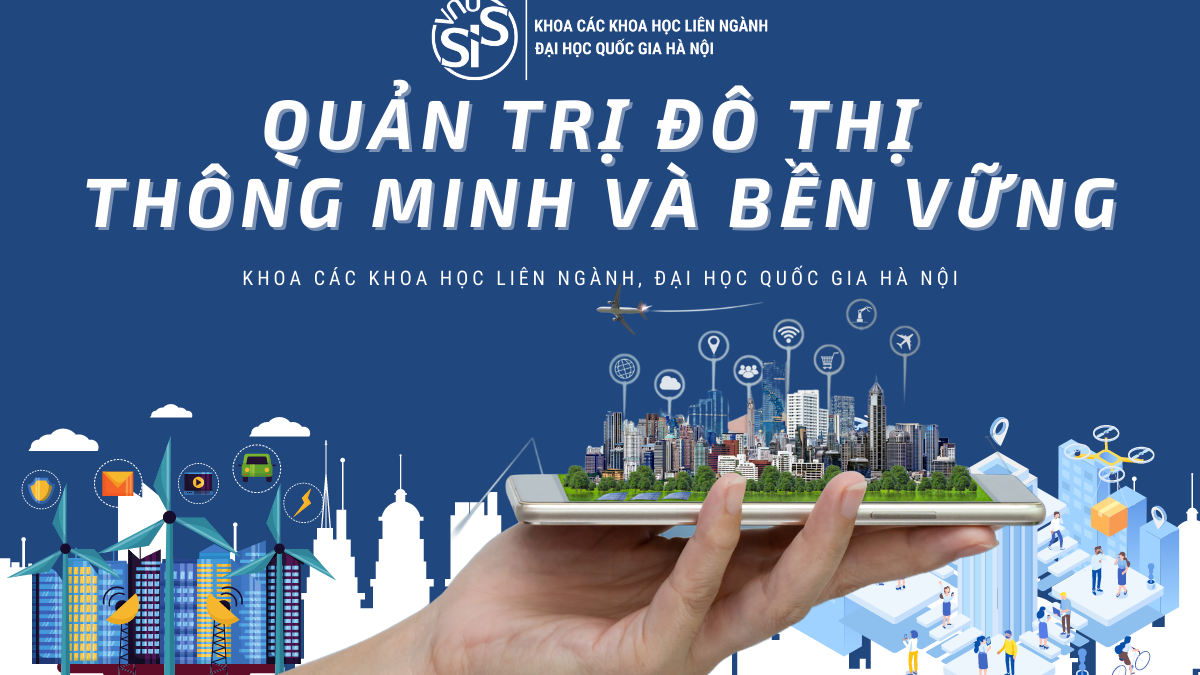 VNU
SIS
KHOA CÁC KHOA HỌC LIÊN NGÀNH
ĐẠI HỌC QUỐC GIA HÀ NỘI
QUẢN TRỊ ĐÔ THỊ
THÔNG MINH VÀ BỀN VỮNG
KHOA CÁC KHOA HỌC LIÊN NGÀNH, ĐẠI HỌC QUỐC GIA HÀ NỘI